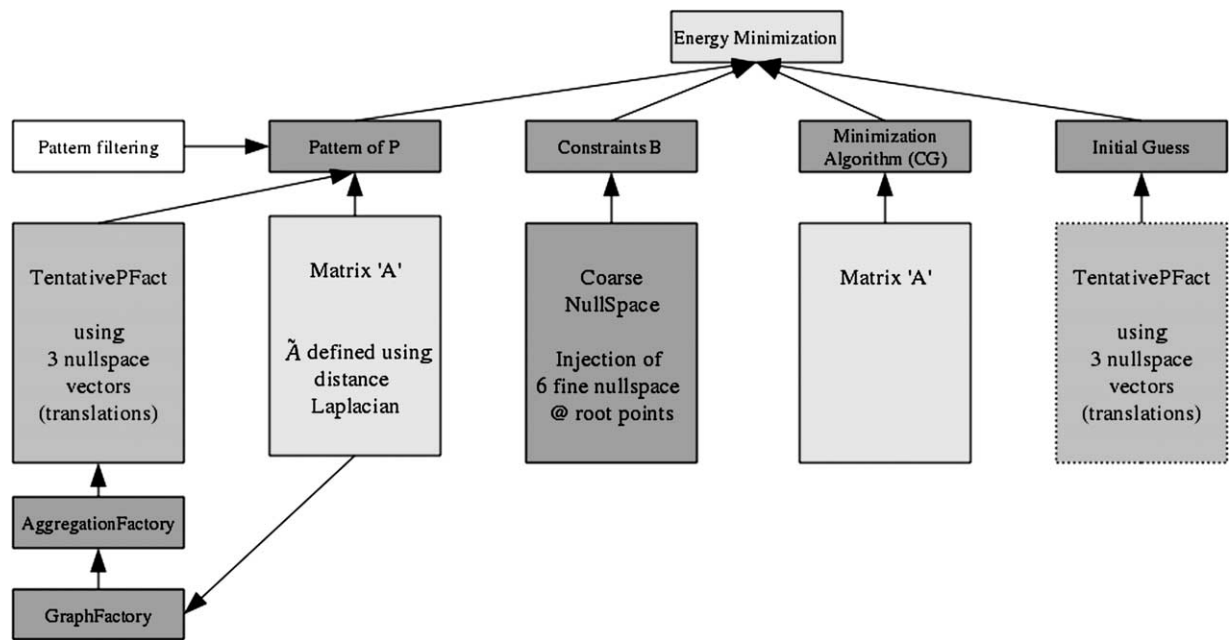 Energy Minimization
Pattern filtering
Pattern of P
Constraints B
Minimization
Algorithm (CG)
Initial Guess
TentativePFact
using
3 nullspace
vectors
(translations)
Matrix 'A'
Ã defined using
distance
Laplacian
Coarse
NullSpace
Injection of
6 fine nullspace
@ root points
Matrix 'A'
TentativePFact
using
3 nullspace
vectors
(translations)
AggregationFactory
GraphFactory